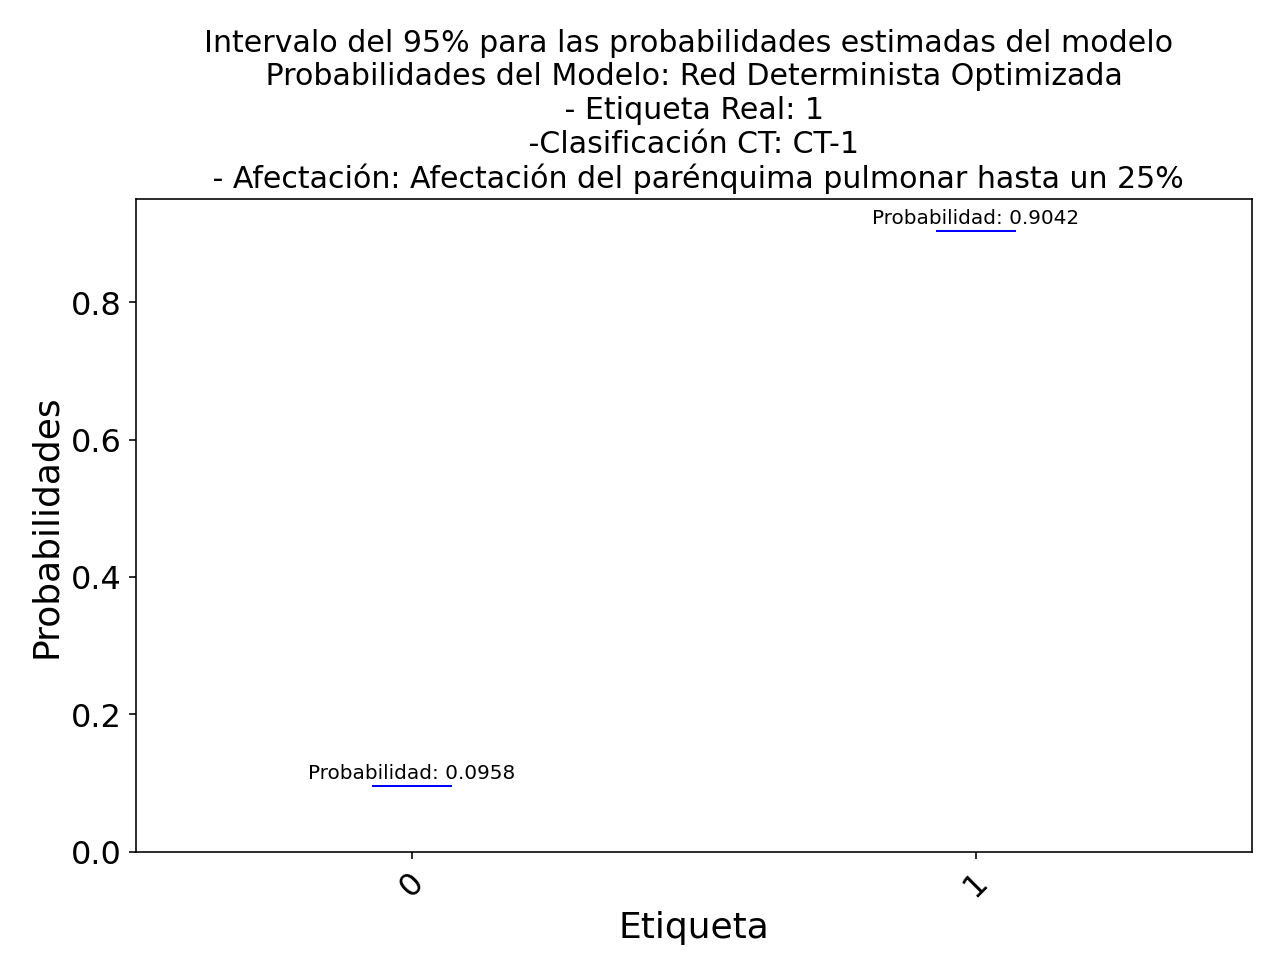 Intervalo del 95% para las probabilidades estimadas del modelo
Probabilidades del Modelo: Red Determinista Optimizada
- Etiqueta Real: 1
-Clasificación CT: CT-1
- Afectación: Afectación del parénquima pulmonar hasta un 25%
Probabilidad: 0.9042
0.8
0.6
Probabilidades
0.4
0.2
Probabilidad: 0.0958
0.0
0
1
Etiqueta